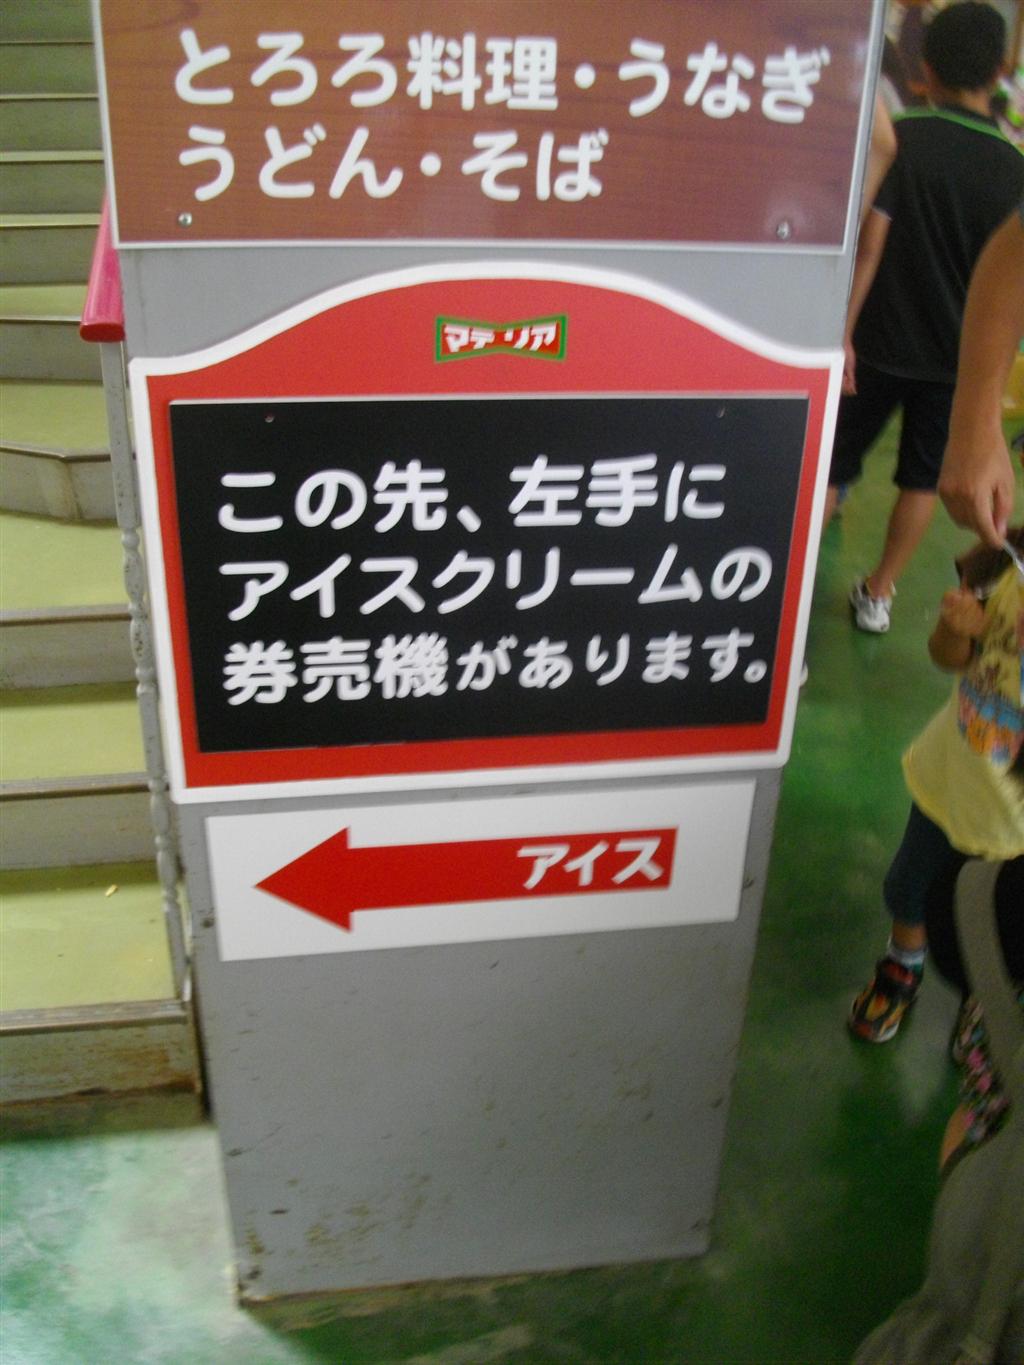 とろろ料理・うなぎ
うどん・そば
マテリア
この先、左手に
アイスクリームの
券売機があります。
アイス